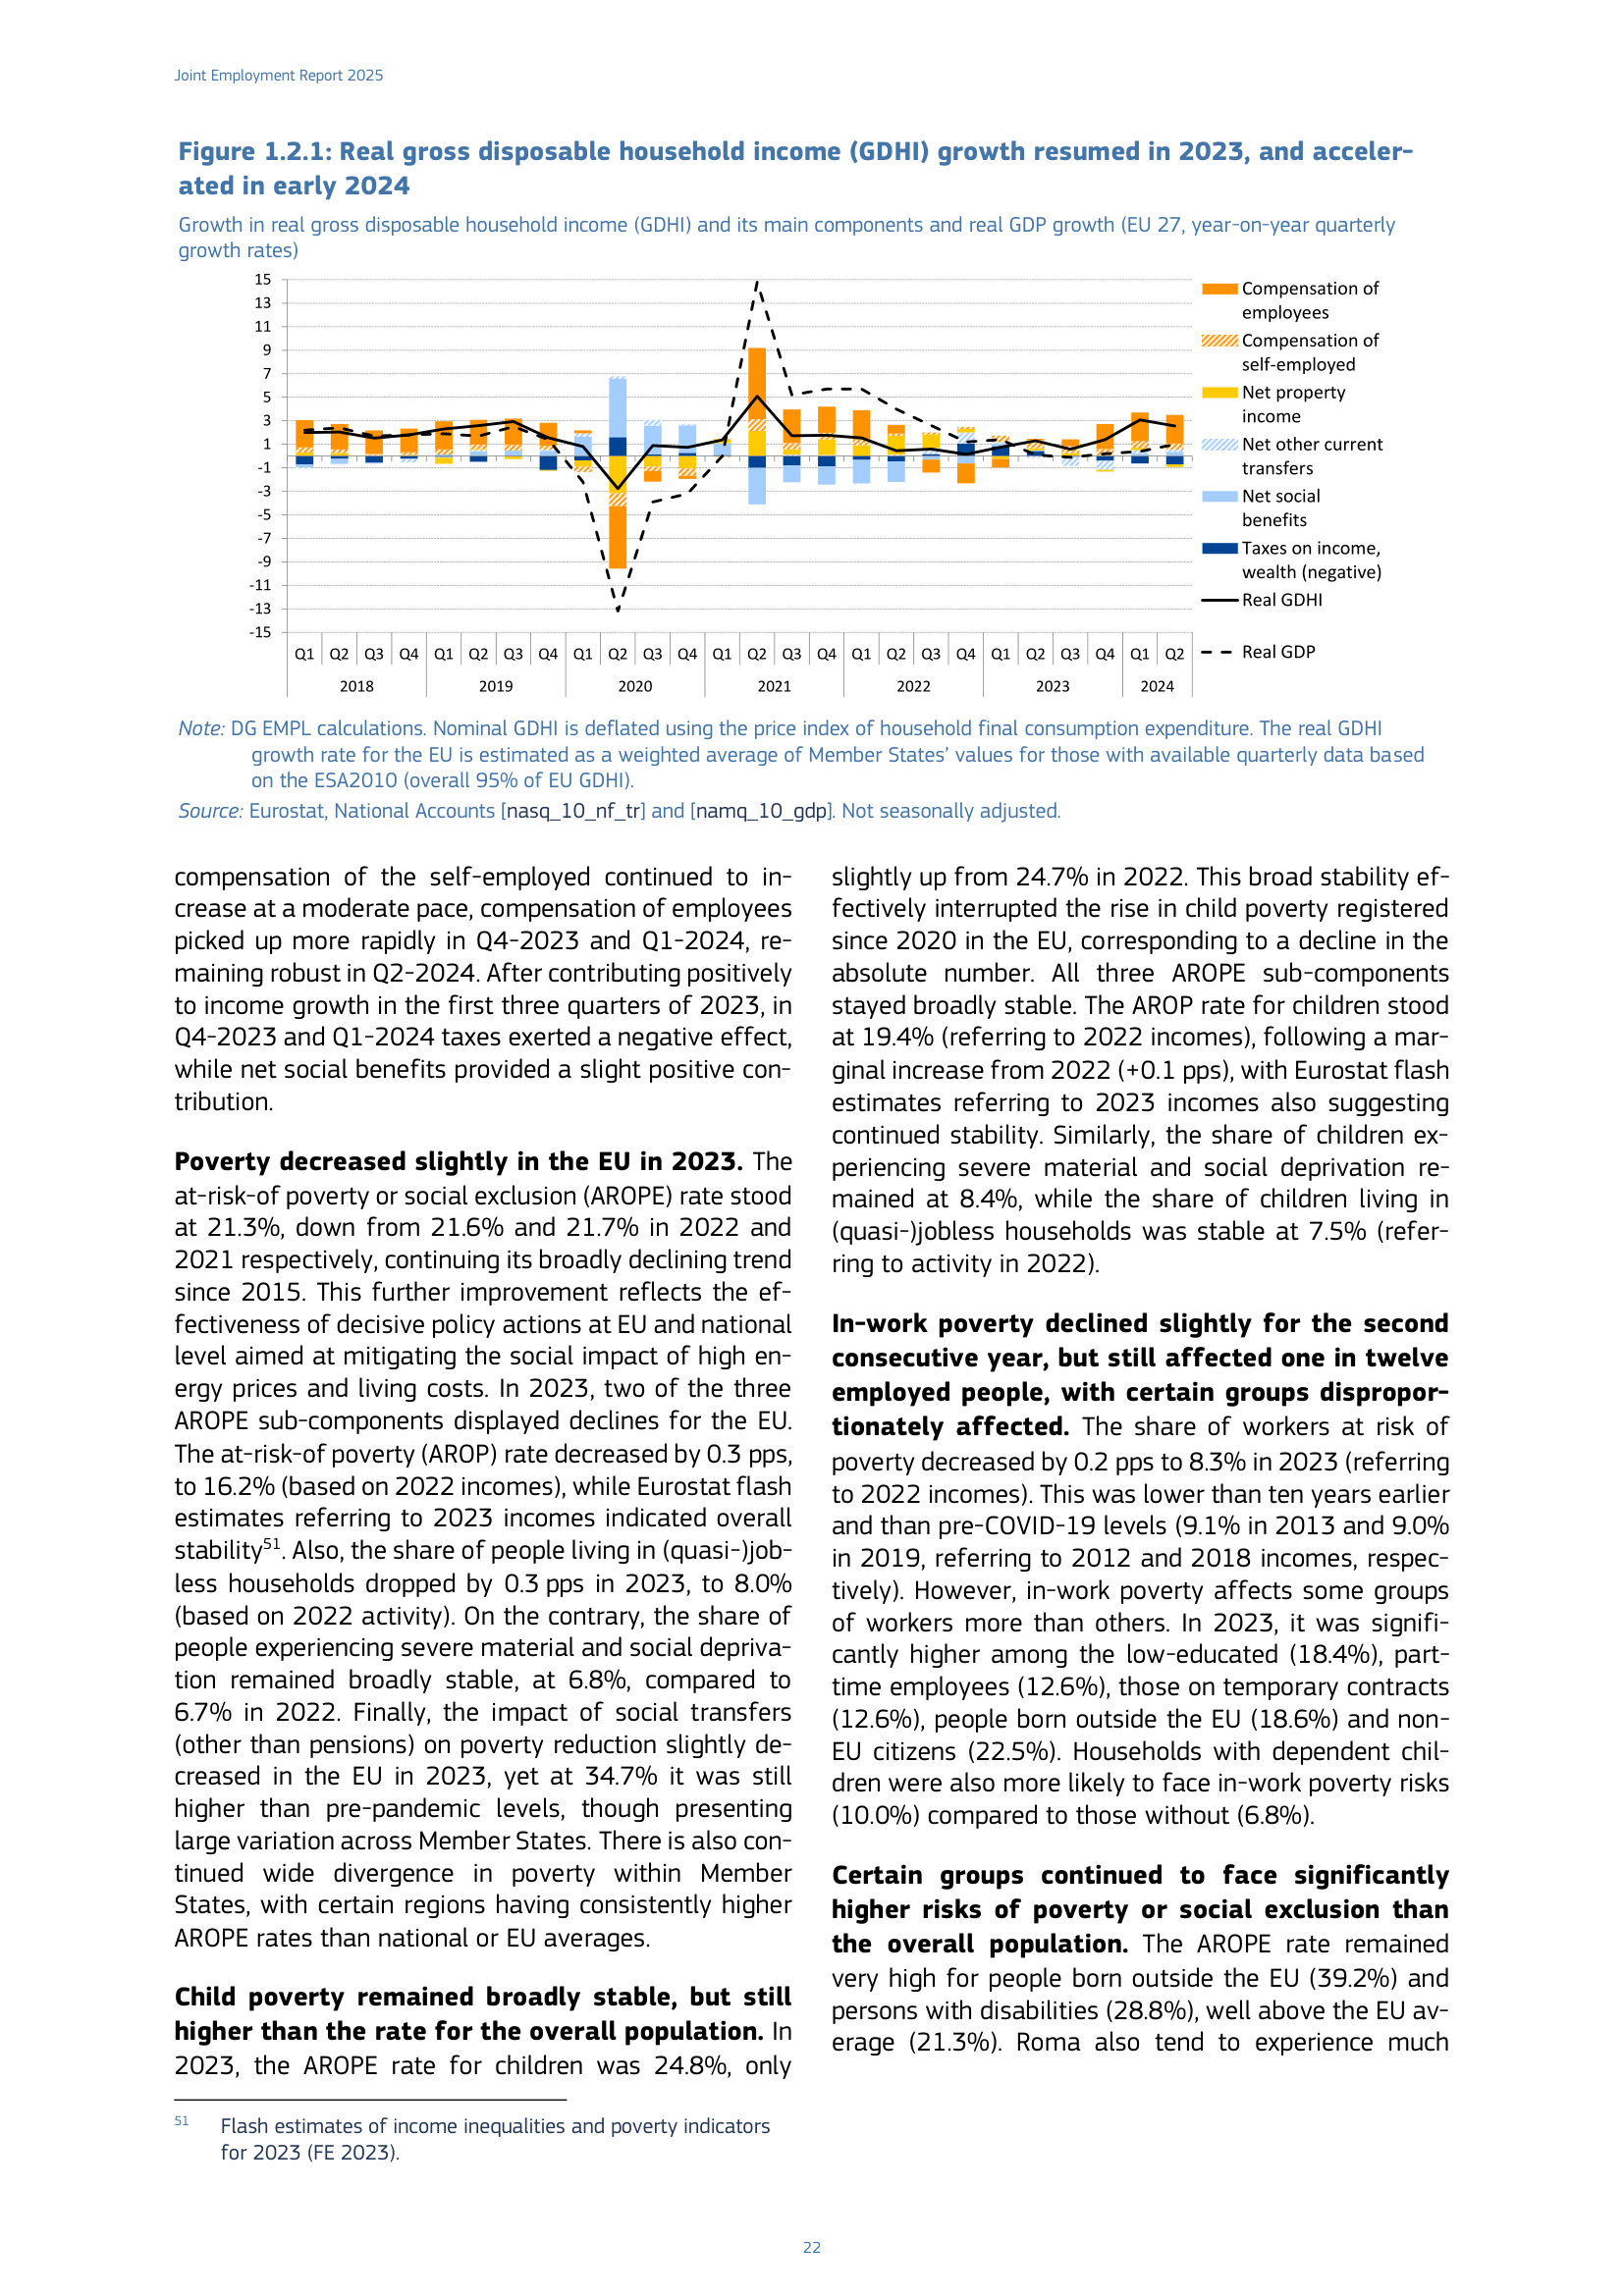 Joint Employment Report 2025
Figure 1.2.1: Real gross disposable household income (GDHI) growth resumed in 2023, and acceler-
ated in early 2024
Growth in real gross disposable household income (GDHI) and its main components and real GDP growth (EU 27, year-on-year quarterly
growth rates)
15
13
11
9
7
5
3
1
-1
-3
-5
-7
-9
-11
-13
-15
Q1 Q2 Q3 Q4 Q1 Q2 Q3 Q4 Q1 Q2 Q3 Q4 Q1 Q2 Q3 Q4 Q1 Q2 Q3 Q4 Q1 Q2 Q3 Q4 Q1 Q2
2018 2019 2020 2021 2022 2023 2024
Compensation of
employees
Compensation of
self-employed
Net property
income
Net other current
transfers
Net social
benefits
Taxes on income,
wealth (negative)
Real GDHI
Real GDP
Note: DG EMPL calculations. Nominal GDHI is deflated using the price index of household final consumption expenditure. The real GDHI
growth rate for the EU is estimated as a weighted average of Member States’ values for those with available quarterly data based
on the ESA2010 (overall 95% of EU GDHI).
Source: Eurostat, National Accounts [nasq_10_nf_tr] and [namq_10_gdp]. Not seasonally adjusted.
compensation of the self-employed continued to in-
crease at a moderate pace, compensation of employees
picked up more rapidly in Q4-2023 and Q1-2024, re-
maining robust in Q2-2024. After contributing positively
to income growth in the first three quarters of 2023, in
Q4-2023 and Q1-2024 taxes exerted a negative effect,
while net social benefits provided a slight positive con-
tribution.
Poverty decreased slightly in the EU in 2023. The
at-risk-of poverty or social exclusion (AROPE) rate stood
at 21.3%, down from 21.6% and 21.7% in 2022 and
2021 respectively, continuing its broadly declining trend
since 2015. This further improvement reflects the ef-
fectiveness of decisive policy actions at EU and national
level aimed at mitigating the social impact of high en-
ergy prices and living costs. In 2023, two of the three
AROPE sub-components displayed declines for the EU.
The at-risk-of poverty (AROP) rate decreased by 0.3 pps,
to 16.2% (based on 2022 incomes), while Eurostat flash
estimates referring to 2023 incomes indicated overall
stability51. Also, the share of people living in (quasi-)job-
less households dropped by 0.3 pps in 2023, to 8.0%
(based on 2022 activity). On the contrary, the share of
people experiencing severe material and social depriva-
tion remained broadly stable, at 6.8%, compared to
6.7% in 2022. Finally, the impact of social transfers
(other than pensions) on poverty reduction slightly de-
creased in the EU in 2023, yet at 34.7% it was still
higher than pre-pandemic levels, though presenting
large variation across Member States. There is also con-
tinued wide divergence in poverty within Member
States, with certain regions having consistently higher
AROPE rates than national or EU averages.
Child poverty remained broadly stable, but still
higher than the rate for the overall population. In
2023, the AROPE rate for children was 24.8%, only
slightly up from 24.7% in 2022. This broad stability ef-
fectively interrupted the rise in child poverty registered
since 2020 in the EU, corresponding to a decline in the
absolute number. All three AROPE sub-components
stayed broadly stable. The AROP rate for children stood
at 19.4% (referring to 2022 incomes), following a mar-
ginal increase from 2022 (+0.1 pps), with Eurostat flash
estimates referring to 2023 incomes also suggesting
continued stability. Similarly, the share of children ex-
periencing severe material and social deprivation re-
mained at 8.4%, while the share of children living in
(quasi-)jobless households was stable at 7.5% (refer-
ring to activity in 2022).
In-work poverty declined slightly for the second
consecutive year, but still affected one in twelve
employed people, with certain groups dispropor-
tionately affected. The share of workers at risk of
poverty decreased by 0.2 pps to 8.3% in 2023 (referring
to 2022 incomes). This was lower than ten years earlier
and than pre-COVID-19 levels (9.1% in 2013 and 9.0%
in 2019, referring to 2012 and 2018 incomes, respec-
tively). However, in-work poverty affects some groups
of workers more than others. In 2023, it was signifi-
cantly higher among the low-educated (18.4%), part-
time employees (12.6%), those on temporary contracts
(12.6%), people born outside the EU (18.6%) and non-
EU citizens (22.5%). Households with dependent chil-
dren were also more likely to face in-work poverty risks
(10.0%) compared to those without (6.8%).
Certain groups continued to face significantly
higher risks of poverty or social exclusion than
the overall population. The AROPE rate remained
very high for people born outside the EU (39.2%) and
persons with disabilities (28.8%), well above the EU av-
erage (21.3%). Roma also tend to experience much
51 Flash estimates of income inequalities and poverty indicators
for 2023 (FE 2023).
22